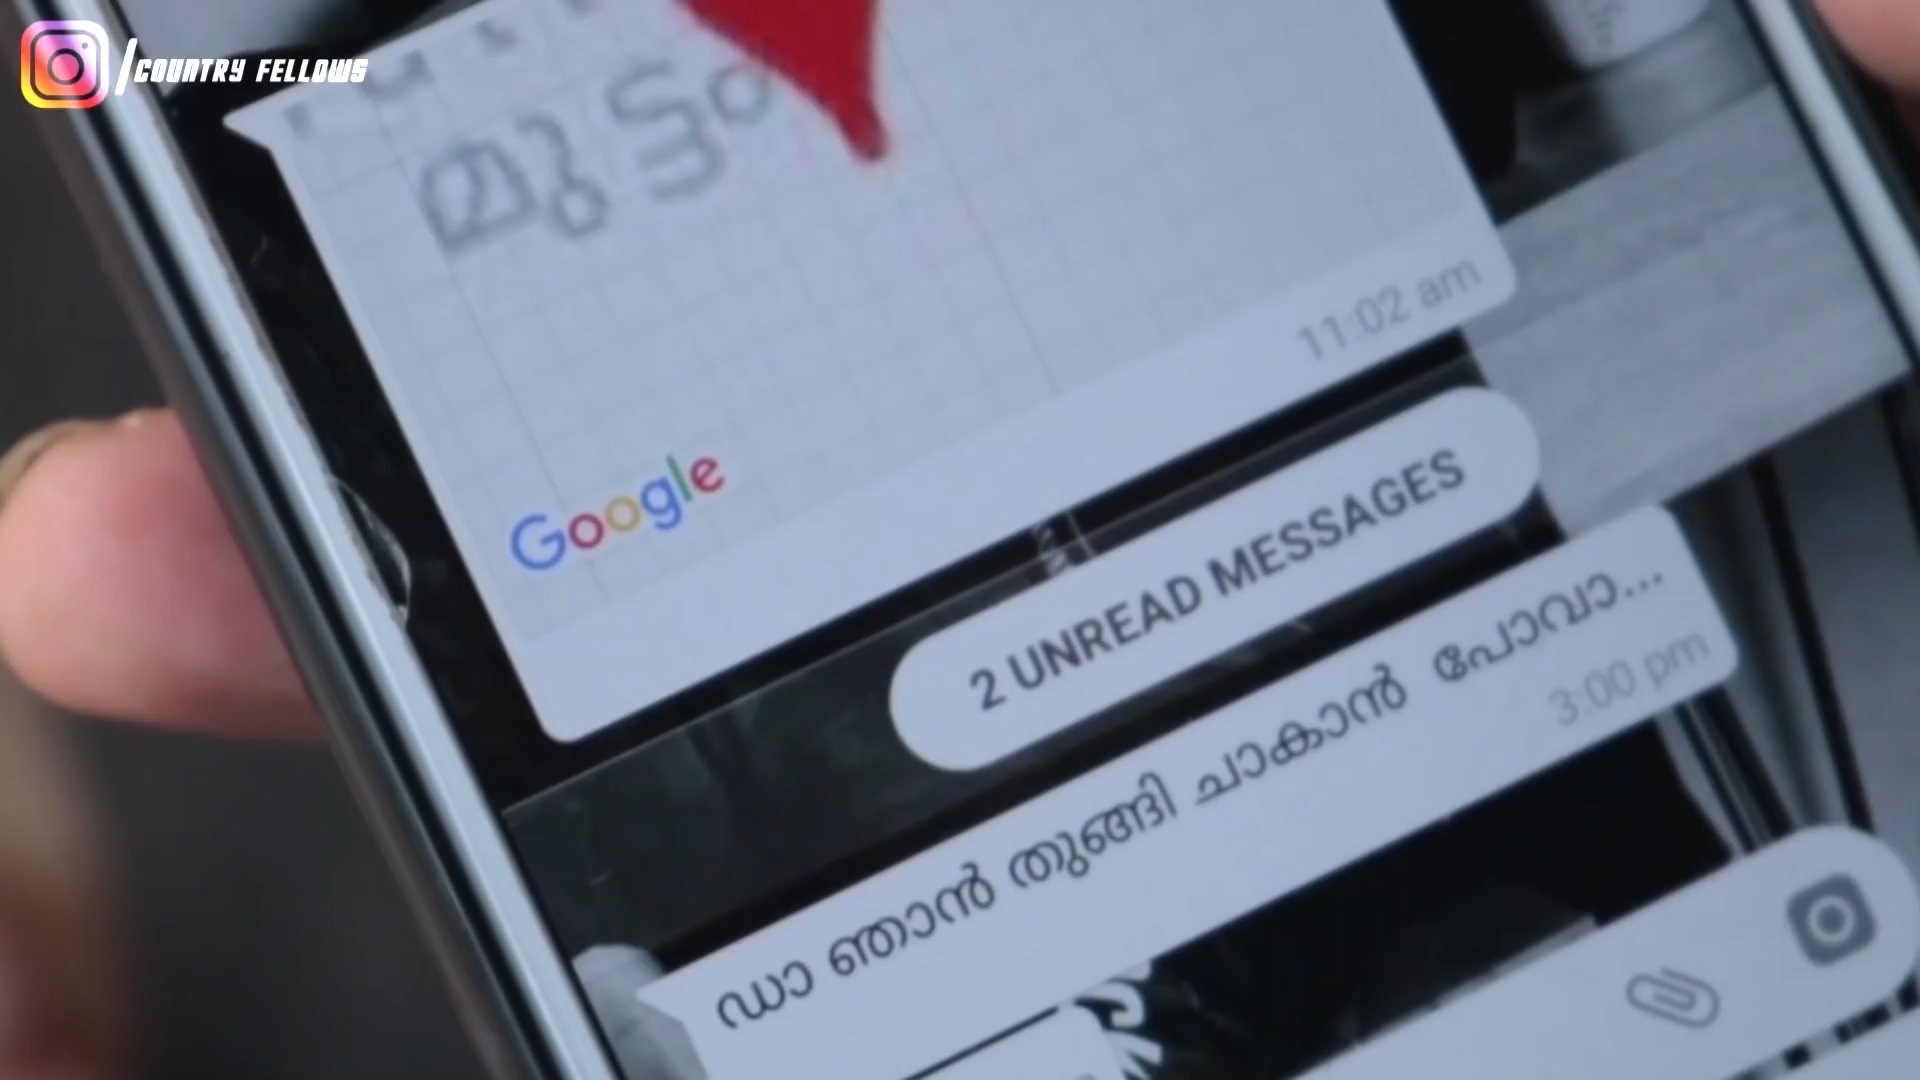 /COUNTRY FELLOWS
മുട്ടം
11:02 am
Google
2 UNREAD MESSAGES
ഡാ ഞാൻ തൂങ്ങി ചാകാൻ പോവാ...
3:00 pm